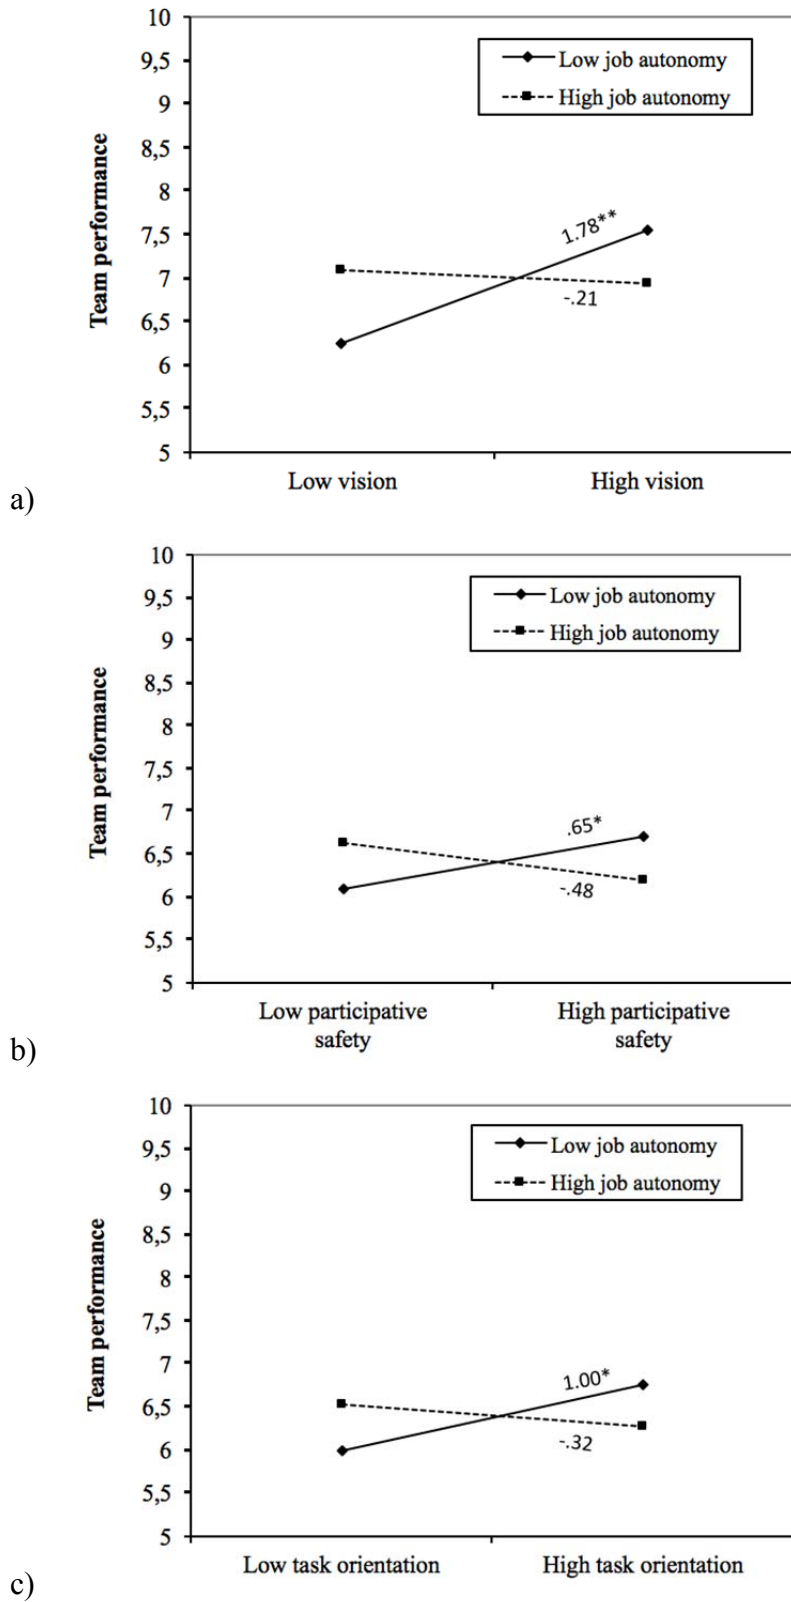 10
9,5
9
8,5
8
7,5
7
6,5
6
5,5
5
Team performance
Low job autonomy
High job autonomy
1.78**
-.21
Low vision
High vision
a)
10
9,5
9
8,5
8
7,5
7
6,5
6
5,5
5
Team performance
Low job autonomy
High job autonomy
.65*
-.48
Low participative
safety
High participative
safety
b)
10
9,5
9
8,5
8
7,5
7
6,5
6
5,5
5
Team performance
Low job autonomy
High job autonomy
1.00*
-.32
Low task orientation
High task orientation
c)